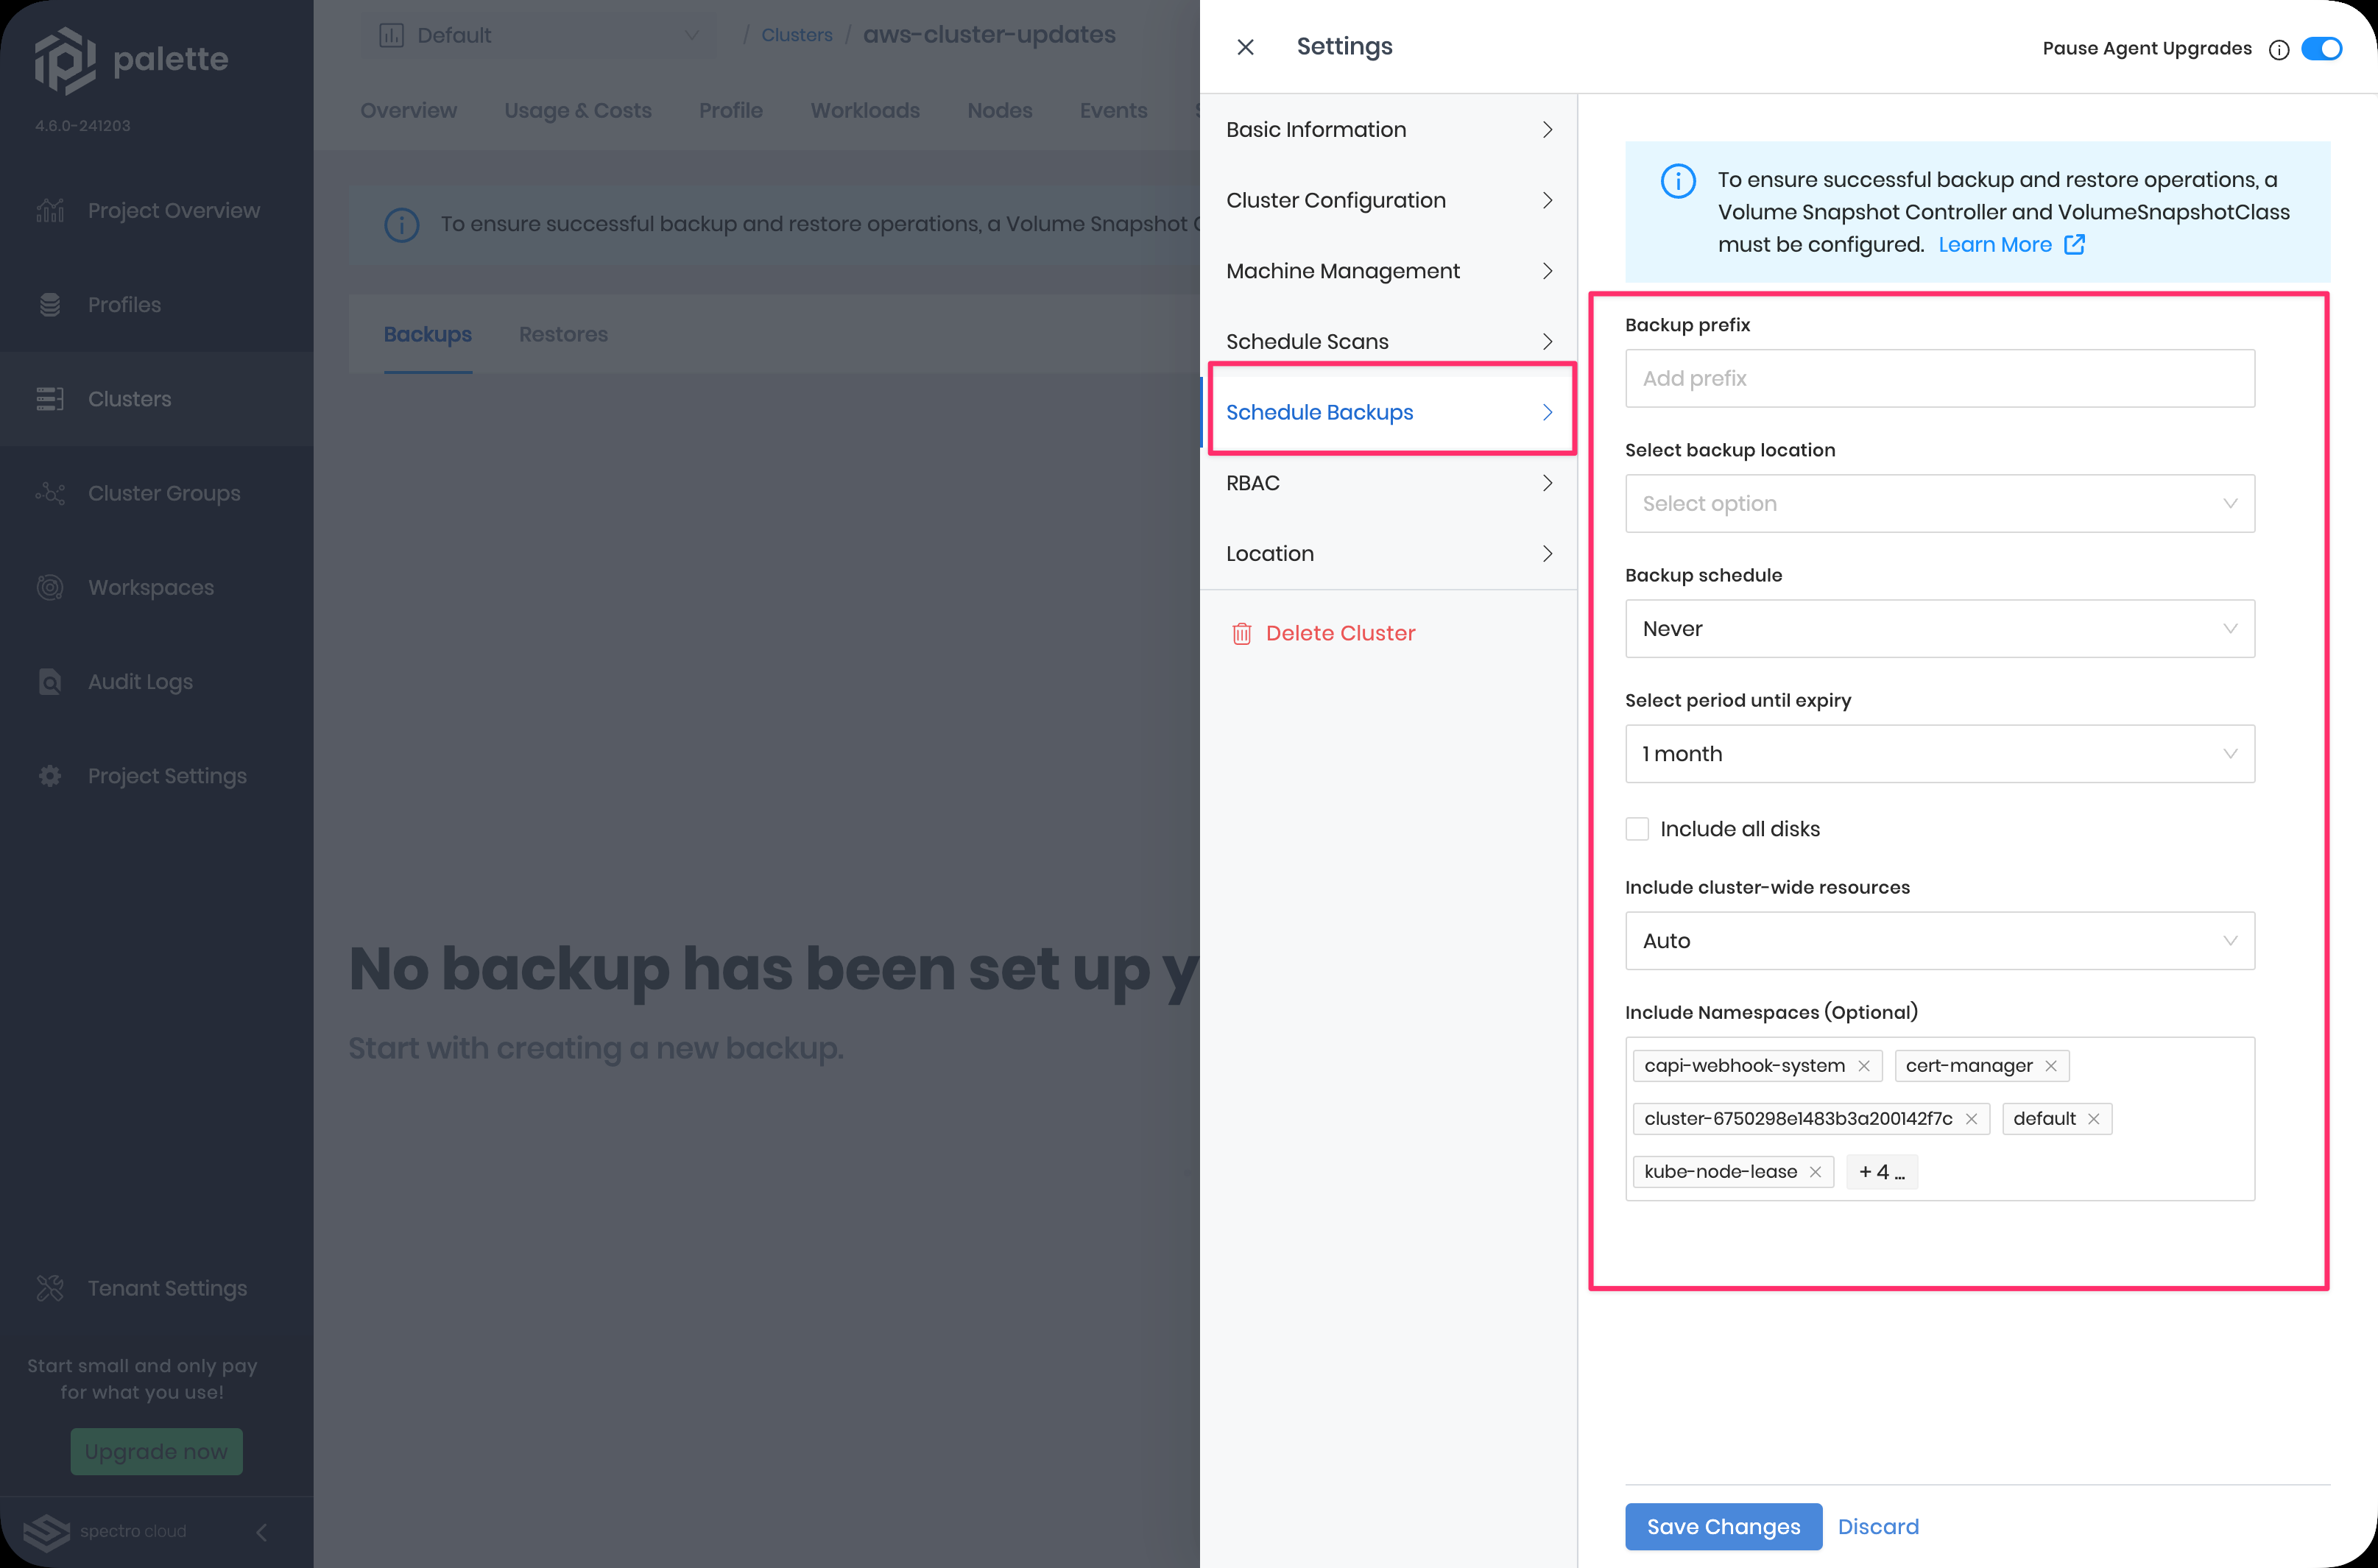 palette
4.6.0-241203
Project Overview
Profiles
Clusters
Cluster Groups
Workspaces
Audit Logs
Project Settings
Tenant Settings
Start small and only pay
for what you use!
Upgrade now
spectro cloud
Default
/ Clusters / aws-cluster-updates
Overview Usage & Costs Profile Workloads Nodes Events
To ensure successful backup and restore operations, a Volume Snapshot
Backups Restores
No backup has been set up y
Start with creating a new backup.
Settings
Pause Agent Upgrades
Basic Information
Cluster Configuration
Machine Management
Schedule Scans
Schedule Backups
RBAC
Location
Delete Cluster
To ensure successful backup and restore operations, a
Volume Snapshot Controller and VolumeSnapshotClass
must be configured. Learn More
Backup prefix
Add prefix
Select backup location
Select option
Backup schedule
Never
Select period until expiry
1 month
Include all disks
Include cluster-wide resources
Auto
Include Namespaces (Optional)
capi-webhook-system cert-manager
cluster-6750298e1483b3a200142f7c default
kube-node-lease + 4 ...
Save Changes Discard